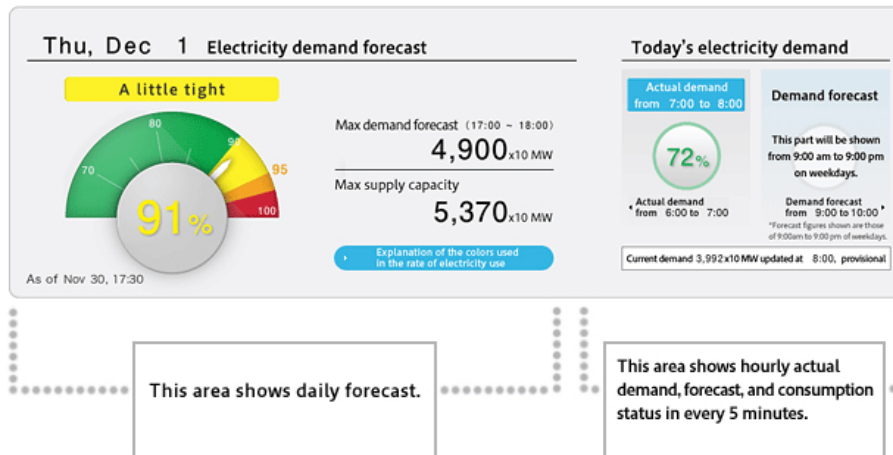 Thu, Dec 1 Electricity demand forecast
A little tight
70
80
90
95
100
91%
As of Nov 30, 17:30
Max demand forecast (17:00 ~ 18:00)
4,900x10 MW
Max supply capacity
5,370x10 MW
Explanation of the colors used
in the rate of electricity use
Today's electricity demand
Actual demand
from 7:00 to 8:00
72%
Actual demand
from 6:00 to 7:00
Demand forecast
This part will be shown
from 9:00 am to 9:00 pm
on weekdays.
Demand forecast
from 9:00 to 10:00
*Forecast figures shown are those
of 9:00am to 9:00 pm of weekdays.
Current demand 3,992x10 MW updated at 8:00, provisional
This area shows daily forecast.
This area shows hourly actual
demand, forecast, and consumption
status in every 5 minutes.